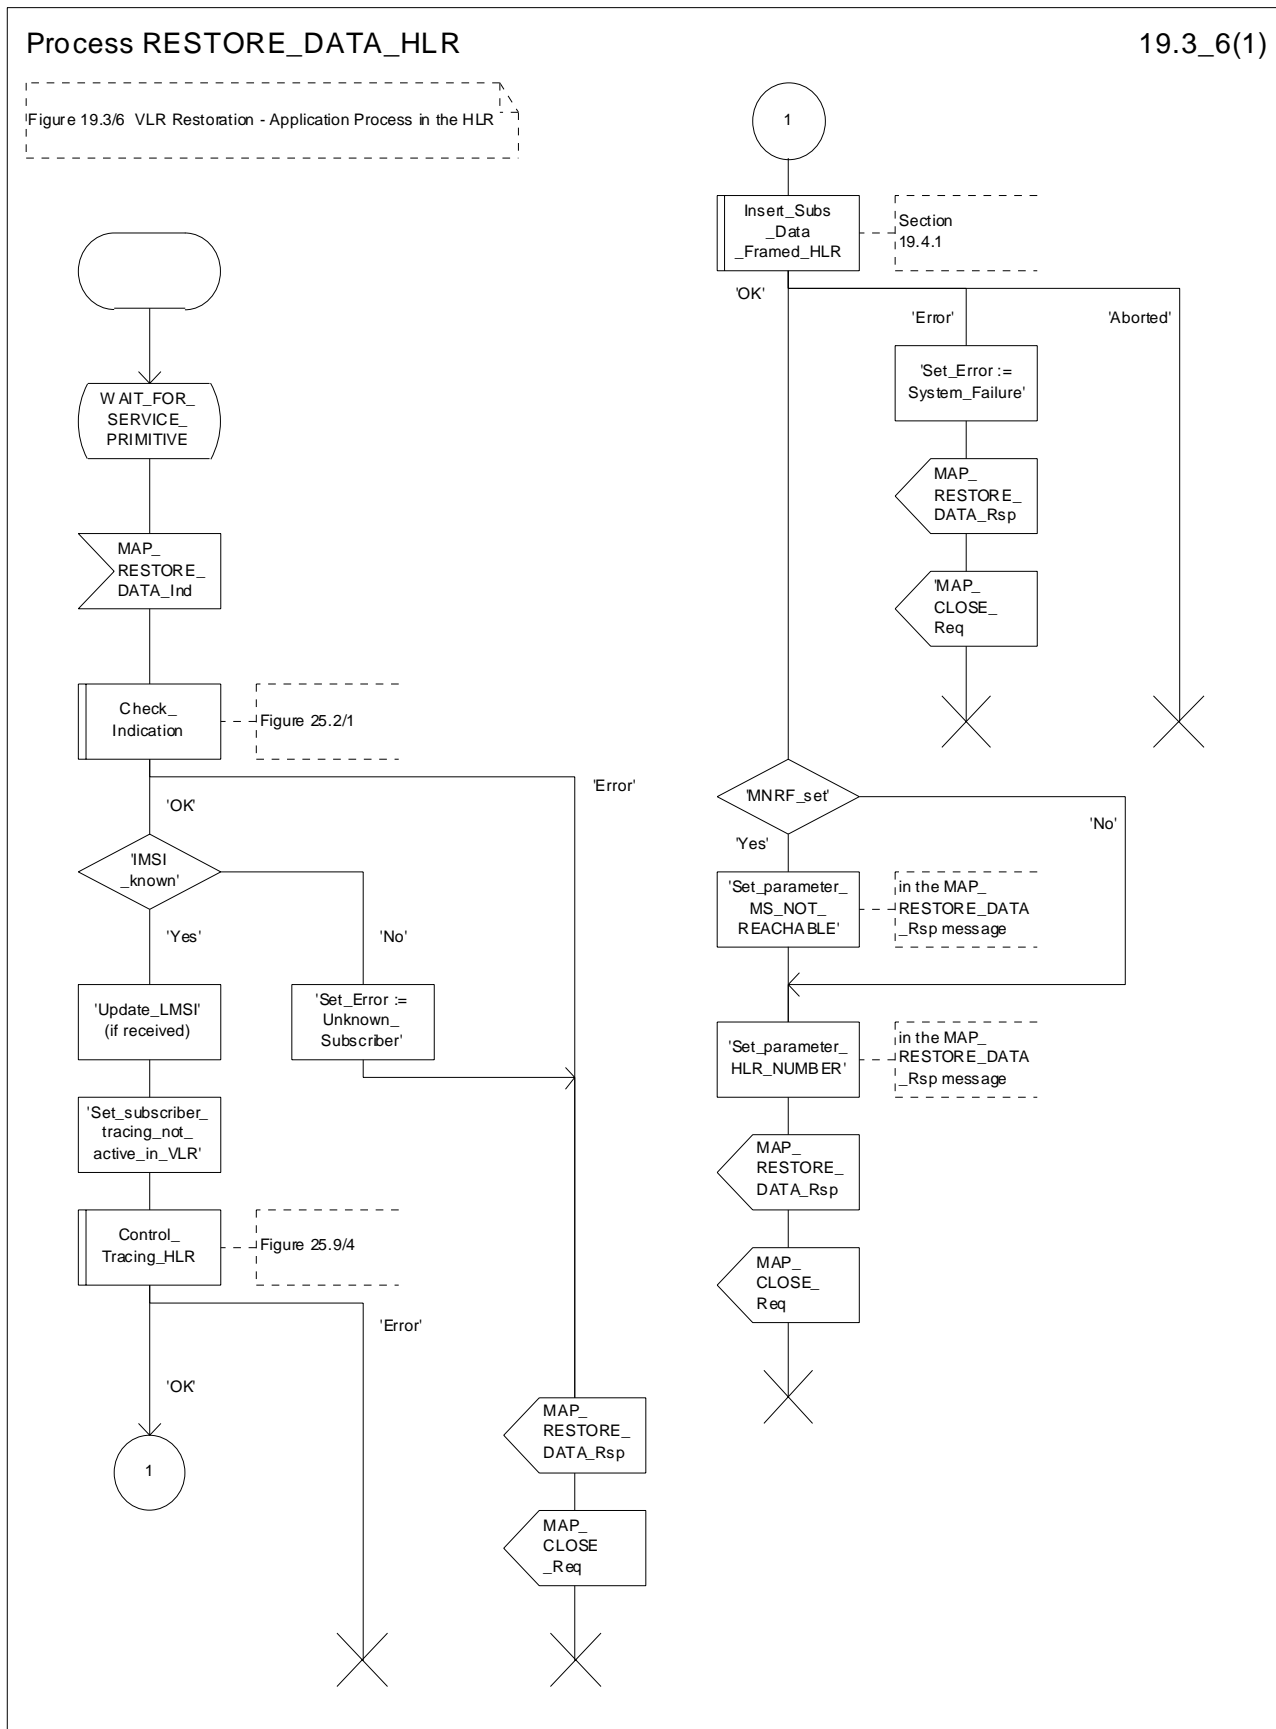 Process RESTORE_DATA_HLR
19.3_6(1)
Figure 19.3/6 VLR Restoration - Application Process in the HLR
WAIT_FOR_
SERVICE_
PRIMITIVE
MAP_
RESTORE_
DATA_Ind
Check_
Indication
Figure 25.2/1
'Error'
'OK'
'IMSI
_known'
'Yes'
'No'
'Update_LMSI'
(if received)
'Set_Error :=
Unknown_
Subscriber'
'Set_subscriber_
tracing_not_
active_in_VLR'
Control_
Tracing_HLR
Figure 25.9/4
'Error'
'OK'
1
MAP_
RESTORE_
DATA_Rsp
MAP_
CLOSE
_Req
1
Insert_Subs
_Data
_Framed_HLR
Section
19.4.1
'OK'
'Error'
'Aborted'
'Set_Error :=
System_Failure'
MAP_
RESTORE_
DATA_Rsp
'MAP_
CLOSE_
Req
'MNRF_set'
'No'
'Yes'
'Set_parameter_
MS_NOT_
REACHABLE'
in the MAP_
RESTORE_DATA
_Rsp message
'Set_parameter_
HLR_NUMBER'
in the MAP_
RESTORE_DATA
_Rsp message
MAP_
RESTORE_
DATA_Rsp
MAP_
CLOSE_
Req